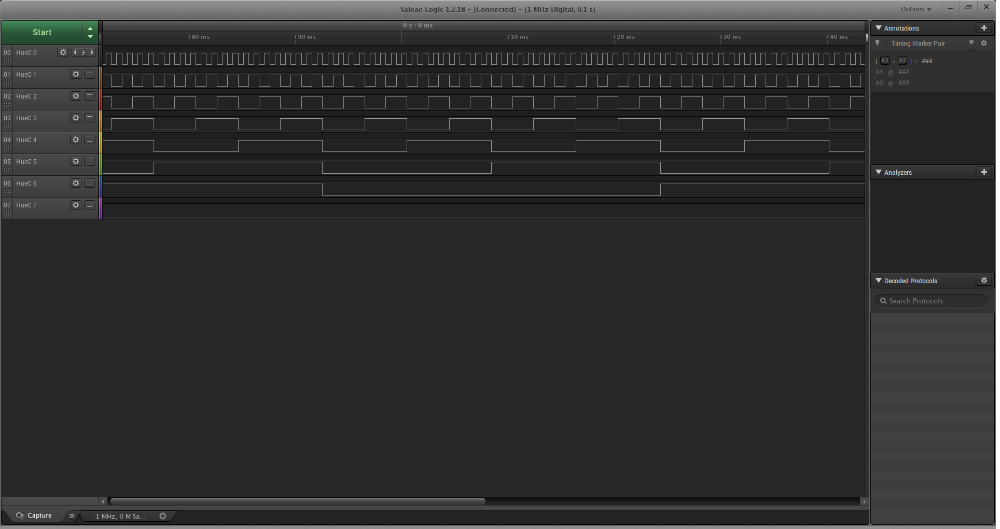 Saleae Logic 1.2.18 - [Connected] - [1 MHz Digital, 0.1 s]
Options
Start
0 s : 0 ms
+80 ms
+90 ms
+10 ms
+20 ms
+30 ms
+40 ms
00 HueC 0
01 HueC 1
02 HueC 2
03 HueC 3
04 HueC 4
05 HueC 5
06 HueC 6
07 HueC 7
Annotations
Timing Marker Pair
| A1 - A2 | = ###
A1 @ ###
A2 @ ###
Analyzers
Decoded Protocols
Search Protocols
Capture
1 MHz, 0 M Sa...